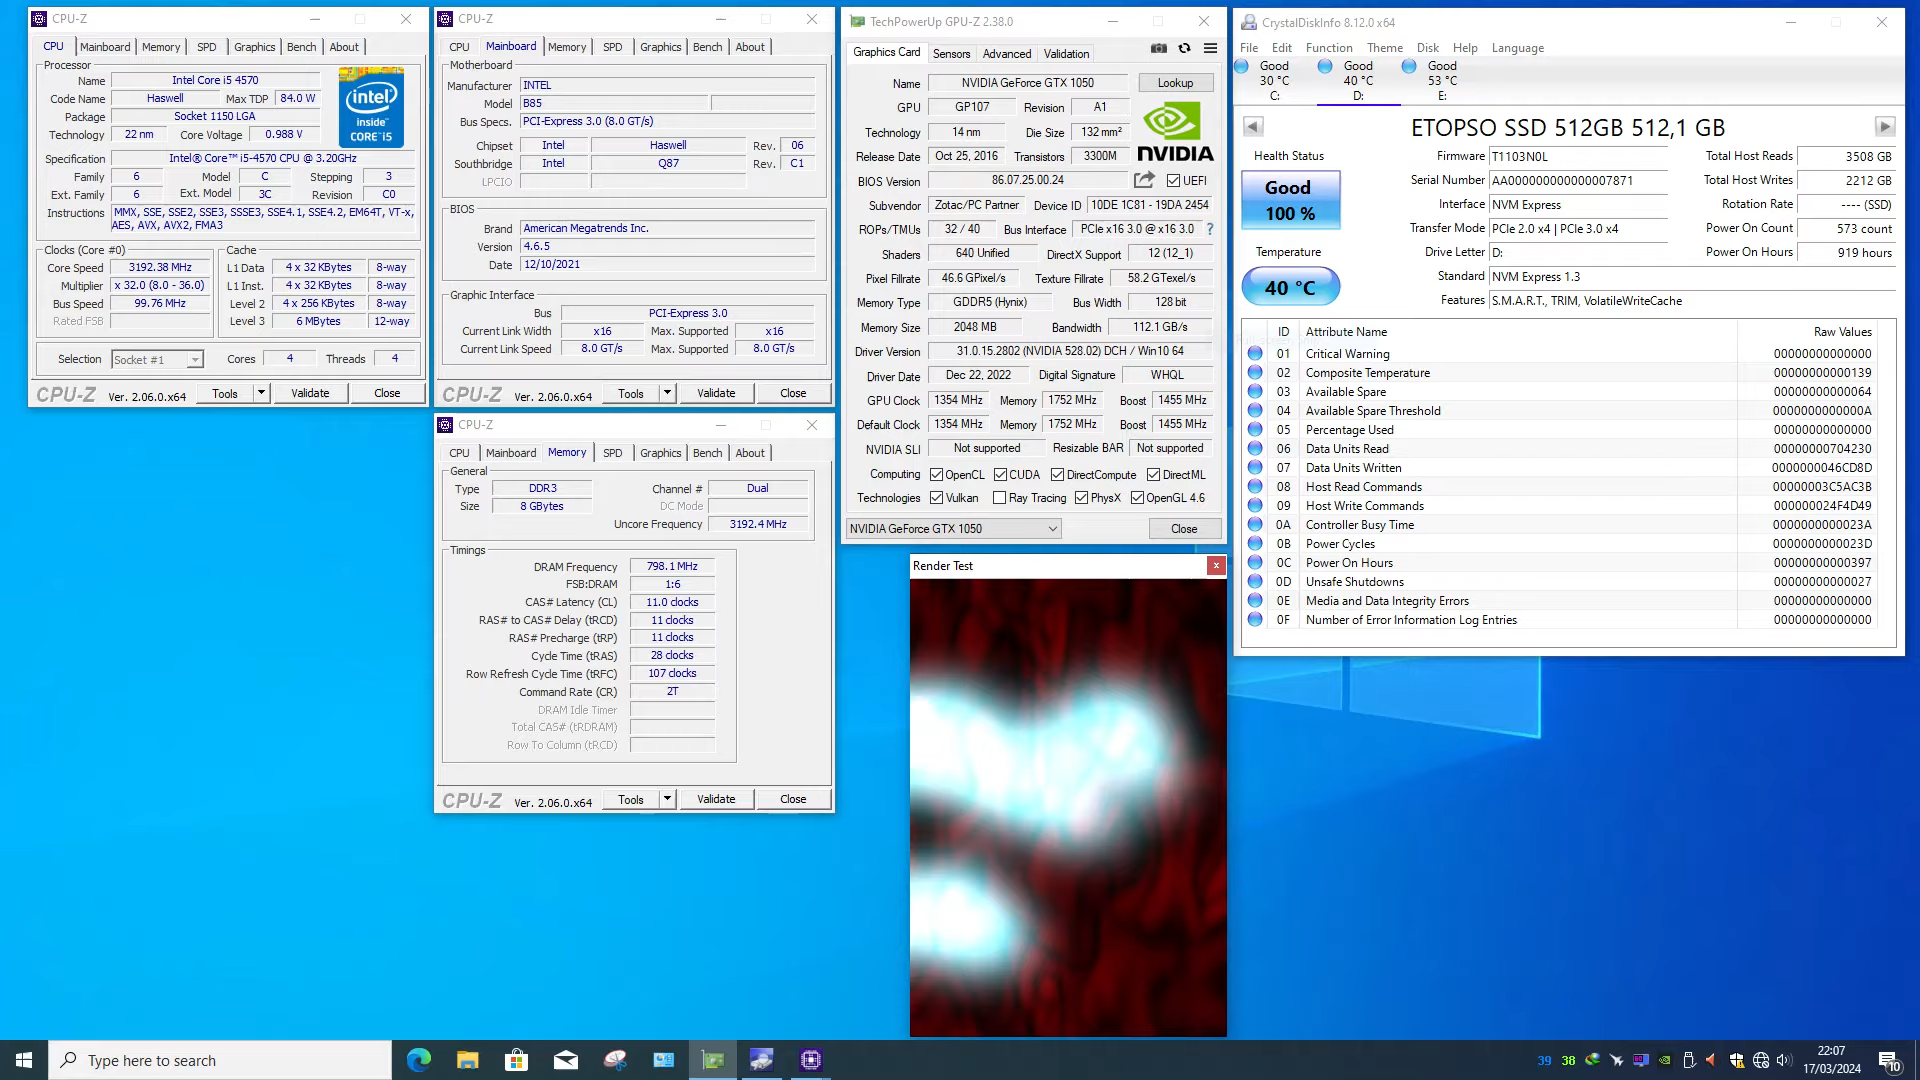 CPU-Z
CPU Mainboard Memory SPD Graphics Bench About
Processor
Name Intel Core i5 4570
Code Name Haswell Max TDP 84.0 W
Package Socket 1150 LGA
Technology 22 nm Core Voltage 0.988 V
intel inside™ CORE™ i5
Specification Intel® Core™ i5-4570 CPU @ 3.20GHz
Family 6 Model C Stepping 3
Ext. Family 6 Ext. Model 3C Revision C0
Instructions MMX, SSE, SSE2, SSE3, SSSE3, SSE4.1, SSE4.2, EM64T, VT-x,
AES, AVX, AVX2, FMA3
Clocks (Core #0)
Core Speed 3192.38 MHz
Multiplier x 32.0 (8.0 - 36.0)
Bus Speed 99.76 MHz
Rated FSB
Cache
L1 Data 4 x 32 KBytes 8-way
L1 Inst. 4 x 32 KBytes 8-way
Level 2 4 x 256 KBytes 8-way
Level 3 6 MBytes 12-way
Selection Socket #1 Cores 4 Threads 4
CPU-Z Ver. 2.06.0.x64 Tools Validate Close
CPU-Z
CPU Mainboard Memory SPD Graphics Bench About
Motherboard
Manufacturer INTEL
Model B85
Bus Specs. PCI-Express 3.0 (8.0 GT/s)
Chipset Intel Haswell Rev. 06
Southbridge Intel Q87 Rev. C1
LPCIO
BIOS
Brand American Megatrends Inc.
Version 4.6.5
Date 12/10/2021
Graphic Interface
Bus PCI-Express 3.0
Current Link Width x16 Max. Supported x16
Current Link Speed 8.0 GT/s Max. Supported 8.0 GT/s
CPU-Z Ver. 2.06.0.x64 Tools Validate Close
CPU-Z
CPU Mainboard Memory SPD Graphics Bench About
General
Type DDR3 Channel # Dual
Size 8 GBytes DC Mode
Uncore Frequency 3192.4 MHz
Timings
DRAM Frequency 798.1 MHz
FSB:DRAM 1:6
CAS# Latency (CL) 11.0 clocks
RAS# to CAS# Delay (tRCD) 11 clocks
RAS# Precharge (tRP) 11 clocks
Cycle Time (tRAS) 28 clocks
Row Refresh Cycle Time (tRFC) 107 clocks
Command Rate (CR) 2T
DRAM Idle Timer
Total CAS# (tRDRAM)
Row To Column (tRCD)
CPU-Z Ver. 2.06.0.x64 Tools Validate Close
TechPowerUp GPU-Z 2.38.0
Graphics Card Sensors Advanced Validation
Name NVIDIA GeForce GTX 1050 Lookup
GPU GP107 Revision A1
Technology 14 nm Die Size 132 mm²
Release Date Oct 25, 2016 Transistors 3300M
NVIDIA
BIOS Version 86.07.25.00.24 UEFI
Subvendor Zotac/PC Partner Device ID 10DE 1C81 - 19DA 2454
ROPs/TMUs 32 / 40 Bus Interface PCIe x16 3.0 @ x16 3.0 ?
Shaders 640 Unified DirectX Support 12 (12_1)
Pixel Fillrate 46.6 GPixel/s Texture Fillrate 58.2 GTexel/s
Memory Type GDDR5 (Hynix) Bus Width 128 bit
Memory Size 2048 MB Bandwidth 112.1 GB/s
Driver Version 31.0.15.2802 (NVIDIA 528.02) DCH / Win10 64
Driver Date Dec 22, 2022 Digital Signature WHQL
GPU Clock 1354 MHz Memory 1752 MHz Boost 1455 MHz
Default Clock 1354 MHz Memory 1752 MHz Boost 1455 MHz
NVIDIA SLI Not supported Resizable BAR Not supported
Computing OpenCL CUDA DirectCompute DirectML
Technologies Vulkan Ray Tracing PhysX OpenGL 4.6
NVIDIA GeForce GTX 1050 Close
Render Test
CrystalDiskInfo 8.12.0 x64
File Edit Function Theme Disk Help Language
Good Good Good
30 °C 40 °C 53 °C
C: D: E:
ETOPSO SSD 512GB 512,1 GB
Health Status
Good
100 %
Temperature
40 °C
Firmware T1103N0L Total Host Reads 3508 GB
Serial Number AA000000000000007871 Total Host Writes 2212 GB
Interface NVM Express Rotation Rate ---- (SSD)
Transfer Mode PCIe 2.0 x4 | PCIe 3.0 x4 Power On Count 573 count
Drive Letter D: Power On Hours 919 hours
Standard NVM Express 1.3
Features S.M.A.R.T., TRIM, VolatileWriteCache
ID Attribute Name Raw Values
01 Critical Warning 00000000000000
02 Composite Temperature 00000000000139
03 Available Spare 00000000000064
04 Available Spare Threshold 0000000000000A
05 Percentage Used 00000000000000
06 Data Units Read 00000000704230
07 Data Units Written 0000000046CD8D
08 Host Read Commands 00000003C5AC3B
09 Host Write Commands 000000024F4D49
0A Controller Busy Time 0000000000023A
0B Power Cycles 0000000000023D
0C Power On Hours 00000000000397
0D Unsafe Shutdowns 00000000000027
0E Media and Data Integrity Errors 00000000000000
0F Number of Error Information Log Entries 00000000000000
Type here to search
39 38
22:07
17/03/2024
10